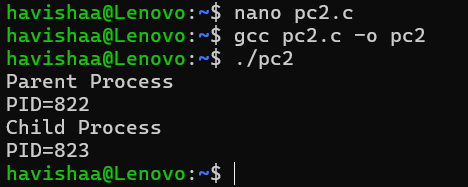 havishaa@Lenovo:~$ nano pc2.c
havishaa@Lenovo:~$ gcc pc2.c -o pc2
havishaa@Lenovo:~$ ./pc2
Parent Process
PID=822
Child Process
PID=823
havishaa@Lenovo:~$